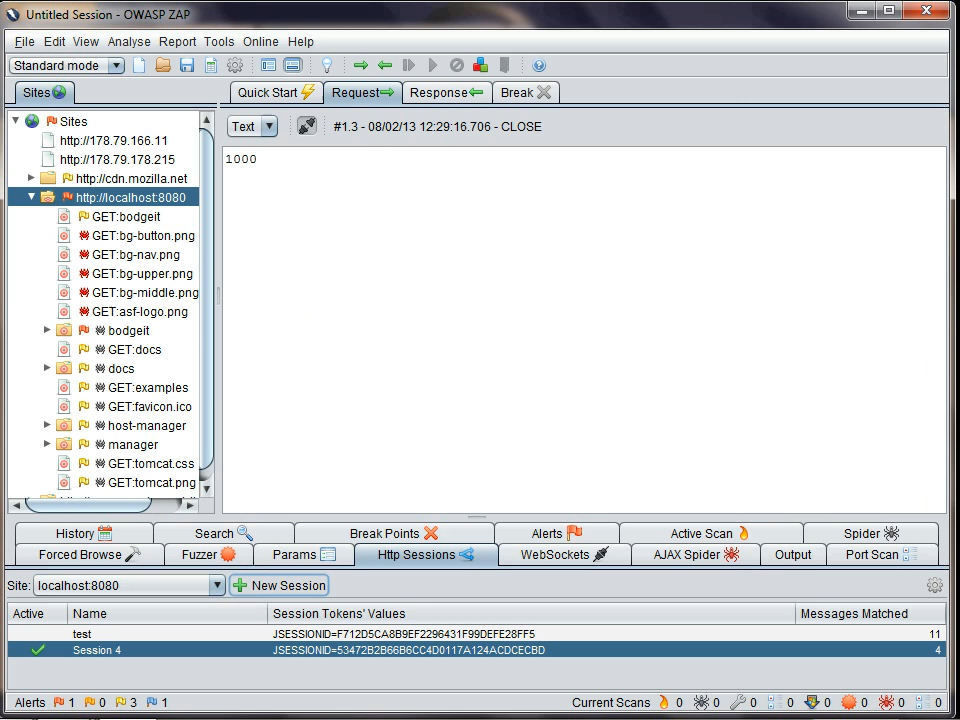 Untitled Session - OWASP ZAP
File Edit View Analyse Report Tools Online Help
Standard mode
Sites
Quick Start Request Response Break
Text #1.3 - 08/02/13 12:29:16.706 - CLOSE
1000
Sites
http://178.79.166.11
http://178.79.178.215
http://cdn.mozilla.net
http://localhost:8080
GET:bodgeit
GET:bg-button.png
GET:bg-nav.png
GET:bg-upper.png
GET:bg-middle.png
GET:asf-logo.png
bodgeit
GET:docs
docs
GET:examples
GET:favicon.ico
host-manager
manager
GET:tomcat.css
GET:tomcat.png
History Search Break Points Alerts Active Scan Spider
Forced Browse Fuzzer Params Http Sessions WebSockets AJAX Spider Output Port Scan
Site: localhost:8080 New Session
Active Name Session Tokens' Values Messages Matched
test JSESSIONID=F712D5CA8B9EF2296431F99DEFE28FF5 11
Session 4 JSESSIONID=53472B2B66B6CC4D0117A124ACDCECBD 4
Alerts 1 0 3 1 Current Scans 0 0 0 0 0 0 0 0